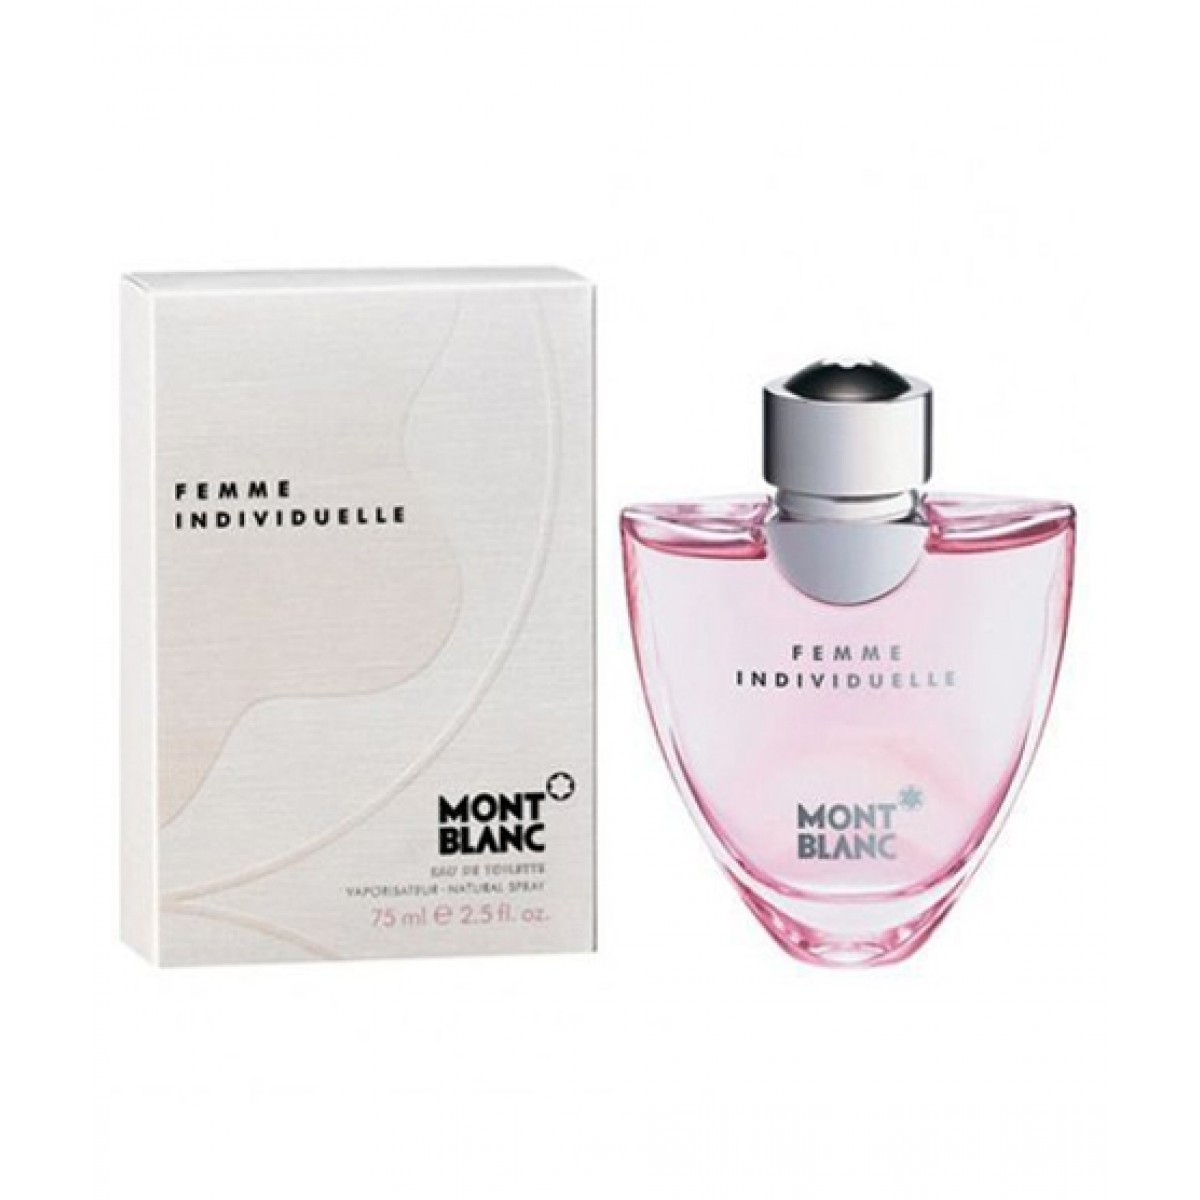 FEMME
INDIVIDUELLE
MONT
BLANC
EAU DE TOILETTE
VAPORISATEUR - NATURAL SPRAY
75 ml e 2.5 fl. oz.
FEMME
INDIVIDUELLE
MONT
BLANC